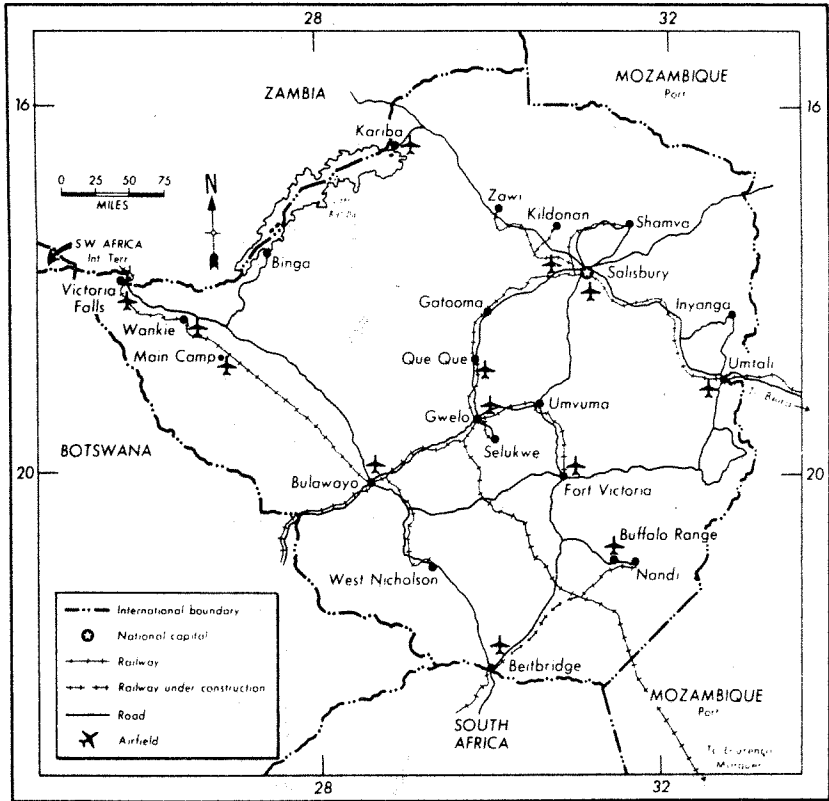 28
32
16
16
ZAMBIA
MOZAMBIQUE
Port
Kariba
0 25 50 75
MILES
N
Zawi
Kildonan
Shamva
S.W. AFRICA
Int Terr
Binga
Salisbury
Victoria
Falls
Wankie
Gatooma
Inyanga
Main Camp
Que Que
Umtali
To Beira
Gwelo
Umvuma
Selukwe
BOTSWANA
20
20
Bulawayo
Fort Victoria
Buffalo Range
Nandi
West Nicholson
International boundary
National capital
Railway
Railway under construction
Road
Airfield
Beitbridge
SOUTH
AFRICA
MOZAMBIQUE
Port
28
32